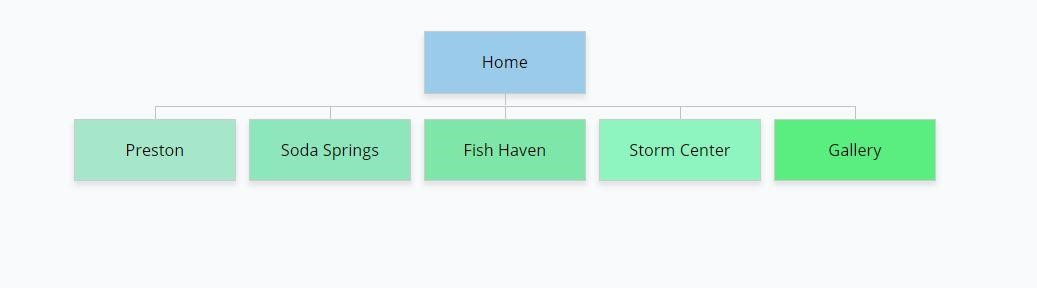 Home
Preston
Soda Springs
Fish Haven
Storm Center
Gallery